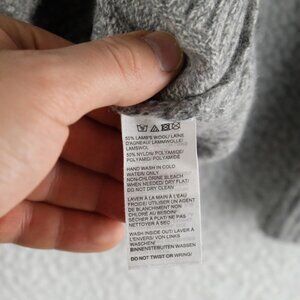 50% LAMB'S WOOL/ LAINE
D'AGNEAU/ LAMMWOLLE/
LAMSWOL
50% NYLON/ POLYAMIDE/
POLYAMID/ POLYAMIDE
HAND WASH IN COLD
WATER/ ONLY
NON-CHLORINE BLEACH
WHEN NEEDED/ DRY FLAT/
DO NOT DRY CLEAN
LAVER À LA MAIN À L'EAU
FROIDE/ UTILISER UN AGENT
DE BLANCHIMENT NON
CHLORÉ AU BESOIN/
SÉCHER À PLAT/ NE PAS
NETTOYER À SEC
WASH INSIDE OUT/ LAVER À
L'ENVERS/ VON LINKS
WASCHEN/
BINNENSTEBUITEN WASSEN
DO NOT TWIST OR WRING/